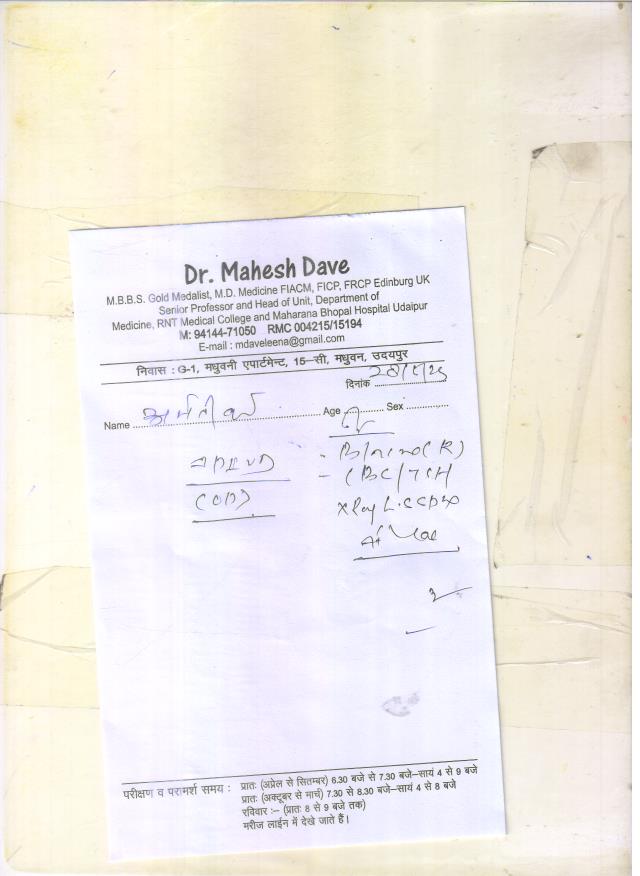 Dr. Mahesh Dave
M.B.B.S. Gold Medalist, M.D. Medicine FIACM, FICP, FRCP Edinburg UK
Senior Professor and Head of Unit, Department of
Medicine, RNT Medical College and Maharana Bhopal Hospital Udaipur
M: 94144-71050 RMC 004215/15194
E-mail : mdaveleena@gmail.com
निवास : G-1, मधुवनी एपार्टमेन्ट, 15-सी, मधुवन, उदयपुर
दिनांक
Name Age Sex
CBC/
X Ray
परीक्षण व परामर्श समय : प्रातः (अप्रेल से सितम्बर) 6.30 बजे से 7.30 बजे-सायं 4 से 9 बजे
प्रातः (अक्टूबर से मार्च) 7.30 से 8.30 बजे-सायं 4 से 8 बजे
रविवार :- (प्रातः 8 से 9 बजे तक)
मरीज लाईन में देखे जाते हैं।